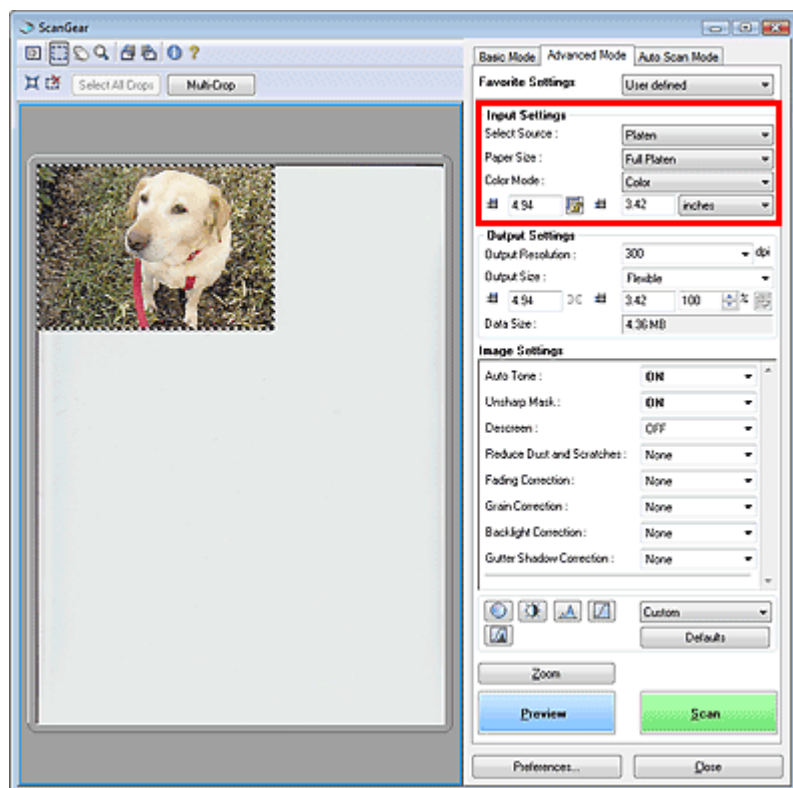 ScanGear
Select All Crops Multi-Crop
Basic Mode Advanced Mode Auto Scan Mode
Favorite Settings User defined
Input Settings
Select Source : Platen
Paper Size : Full Platen
Color Mode : Color
4.94 3.42 inches
Output Settings
Output Resolution : 300 dpi
Output Size : Flexible
4.94 3.42 100 %
Data Size : 4.36 MB
Image Settings
Auto Tone : ON
Unsharp Mask : ON
Descreen : OFF
Reduce Dust and Scratches : None
Fading Correction : None
Grain Correction : None
Backlight Correction : None
Gutter Shadow Correction : None
Custom
Defaults
Zoom
Preview Scan
Preferences... Close